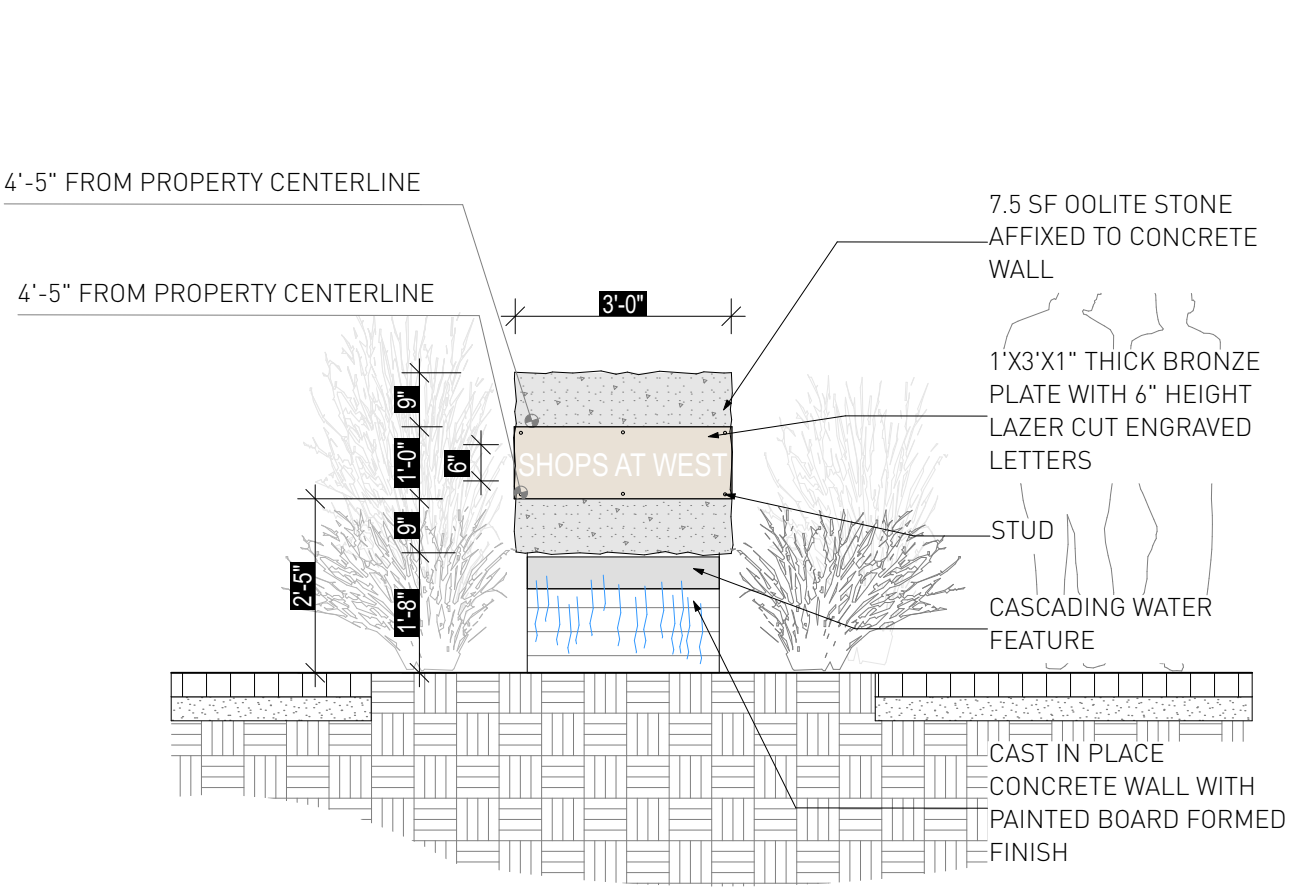 4'-5" FROM PROPERTY CENTERLINE
4'-5" FROM PROPERTY CENTERLINE
3'-0"
9"
1'-0"
6"
9"
2'-5"
1'-8"
SHOPS AT WEST
7.5 SF OOLITE STONE
AFFIXED TO CONCRETE
WALL
1'X3'X1" THICK BRONZE
PLATE WITH 6" HEIGHT
LAZER CUT ENGRAVED
LETTERS
STUD
CASCADING WATER
FEATURE
CAST IN PLACE
CONCRETE WALL WITH
PAINTED BOARD FORMED
FINISH